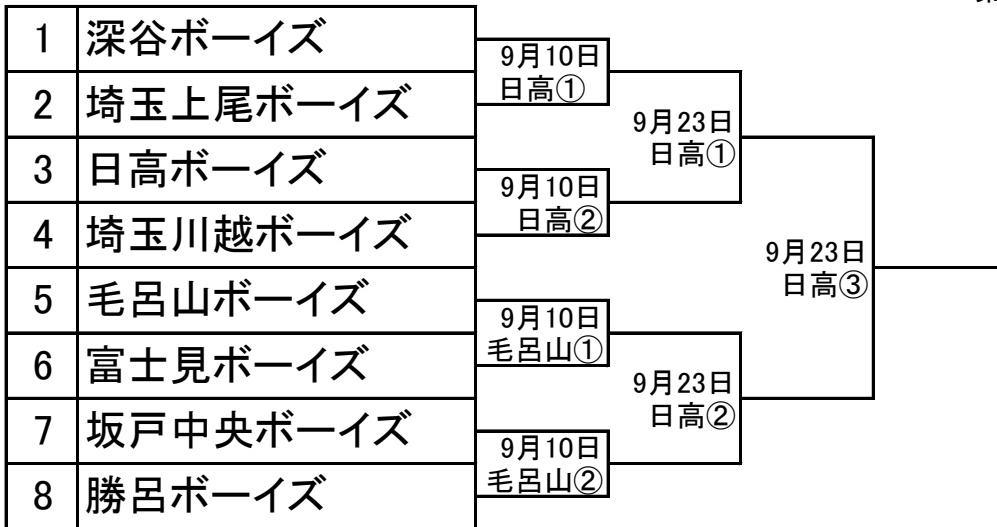 1 深谷ボーイズ
2 埼玉上尾ボーイズ
3 日高ボーイズ
4 埼玉川越ボーイズ
5 毛呂山ボーイズ
6 富士見ボーイズ
7 坂戸中央ボーイズ
8 勝呂ボーイズ
9月10日
日高①
9月10日
日高②
9月10日
毛呂山①
9月10日
毛呂山②
9月23日
日高①
9月23日
日高②
9月23日
日高③